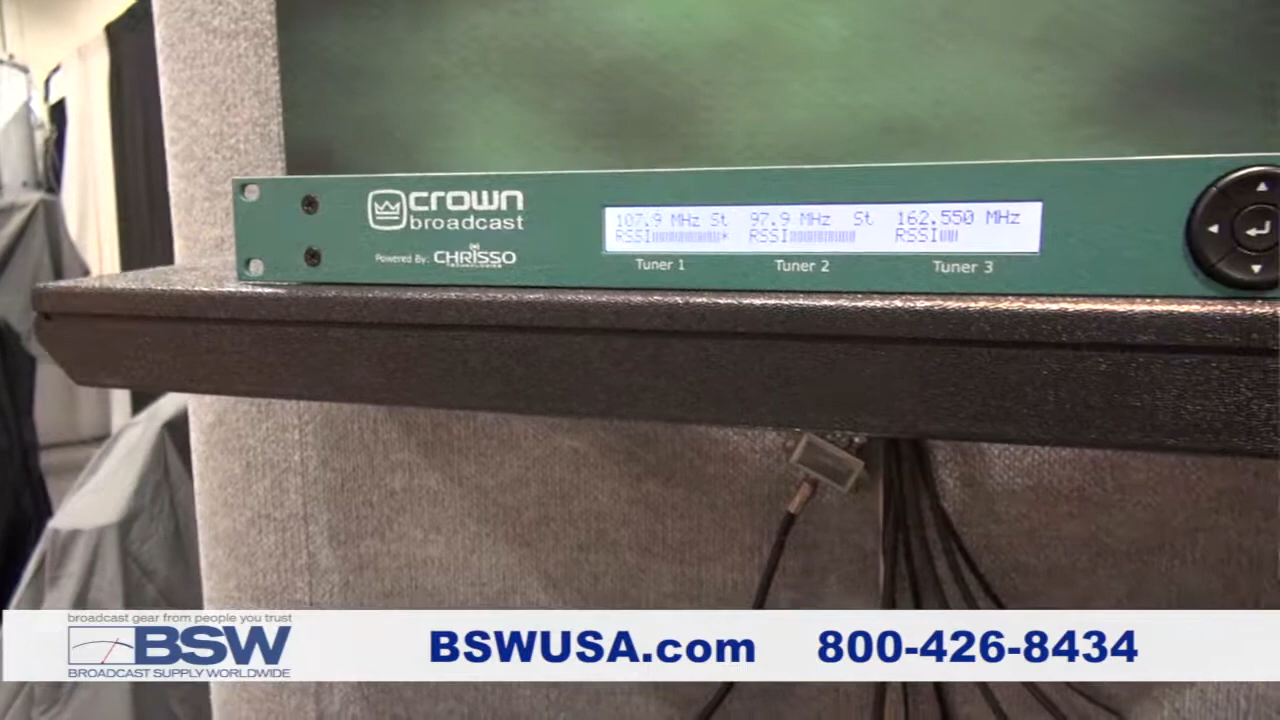 crown
broadcast
Powered By: CHRISSO
TECHNOLOGIES
107.9 MHz St 97.9 MHz St 162.550 MHz
RSSI * RSSI RSSI
Tuner 1 Tuner 2 Tuner 3
broadcast gear from people you trust
BSW
BROADCAST SUPPLY WORLDWIDE
BSWUSA.com 800-426-8434